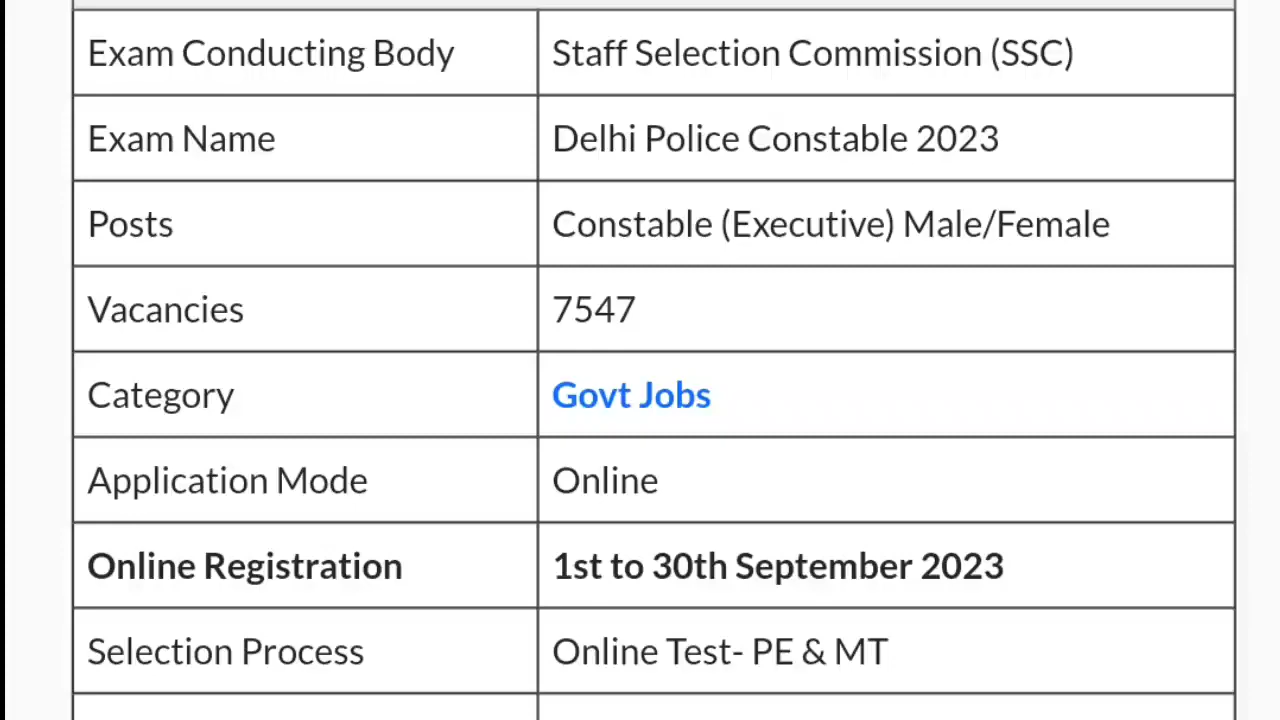 Exam Conducting Body Staff Selection Commission (SSC)
Exam Name Delhi Police Constable 2023
Posts Constable (Executive) Male/Female
Vacancies 7547
Category Govt Jobs
Application Mode Online
Online Registration 1st to 30th September 2023
Selection Process Online Test- PE & MT